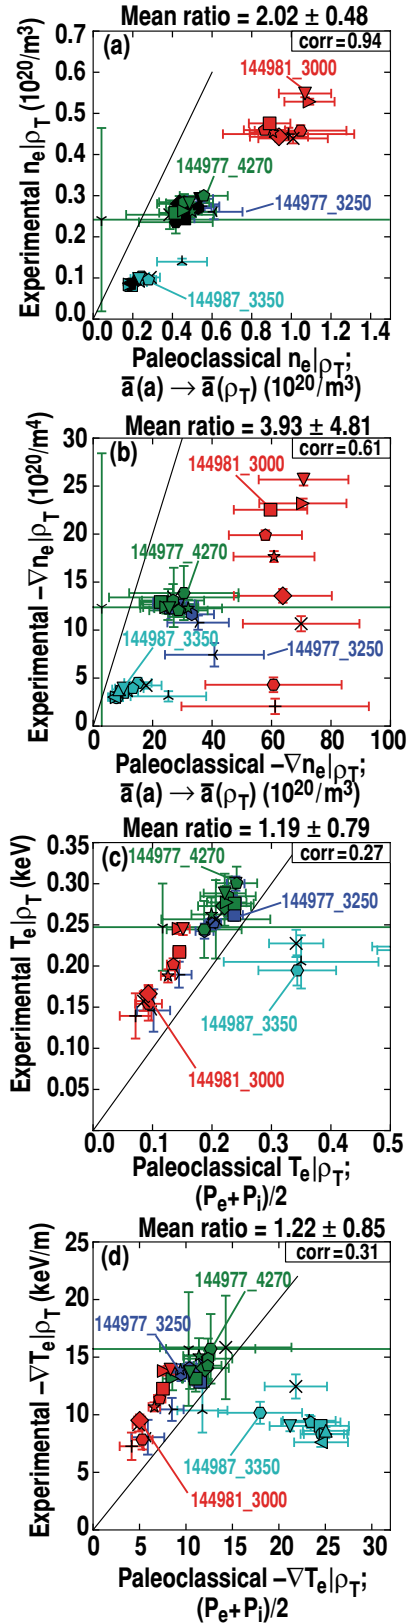 Mean ratio = 2.02 ± 0.48
(a)
corr=0.94
144981_3000
144977_4270
144977_3250
144987_3350
Experimental n_e|ρ_T (10^20/m^3)
0.7
0.6
0.5
0.4
0.3
0.2
0.1
0.0
0.0 0.2 0.4 0.6 0.8 1.0 1.2 1.4
Paleoclassical n_e|ρ_T;
a̅(a) → a̅(ρ_T) (10^20/m^3)
Mean ratio = 3.93 ± 4.81
(b)
corr=0.61
144981_3000
144977_4270
144977_3250
144987_3350
Experimental −∇n_e|ρ_T (10^20/m^4)
30
25
20
15
10
5
0
0 20 40 60 80 100
Paleoclassical −∇n_e|ρ_T;
a̅(a) → a̅(ρ_T) (10^20/m^3)
Mean ratio = 1.19 ± 0.79
(c)
144977_4270
corr=0.27
144977_3250
144987_3350
144981_3000
Experimental T_e|ρ_T (keV)
0.35
0.30
0.25
0.20
0.15
0.10
0.05
0.0 0.1 0.2 0.3 0.4 0.5
Paleoclassical T_e|ρ_T;
(P_e+P_i)/2
Mean ratio = 1.22 ± 0.85
(d)
corr=0.31
144977_4270
144977_3250
144987_3350
144981_3000
Experimental −∇T_e|ρ_T (keV/m)
25
20
15
10
5
0
0 5 10 15 20 25 30
Paleoclassical −∇T_e|ρ_T;
(P_e+P_i)/2